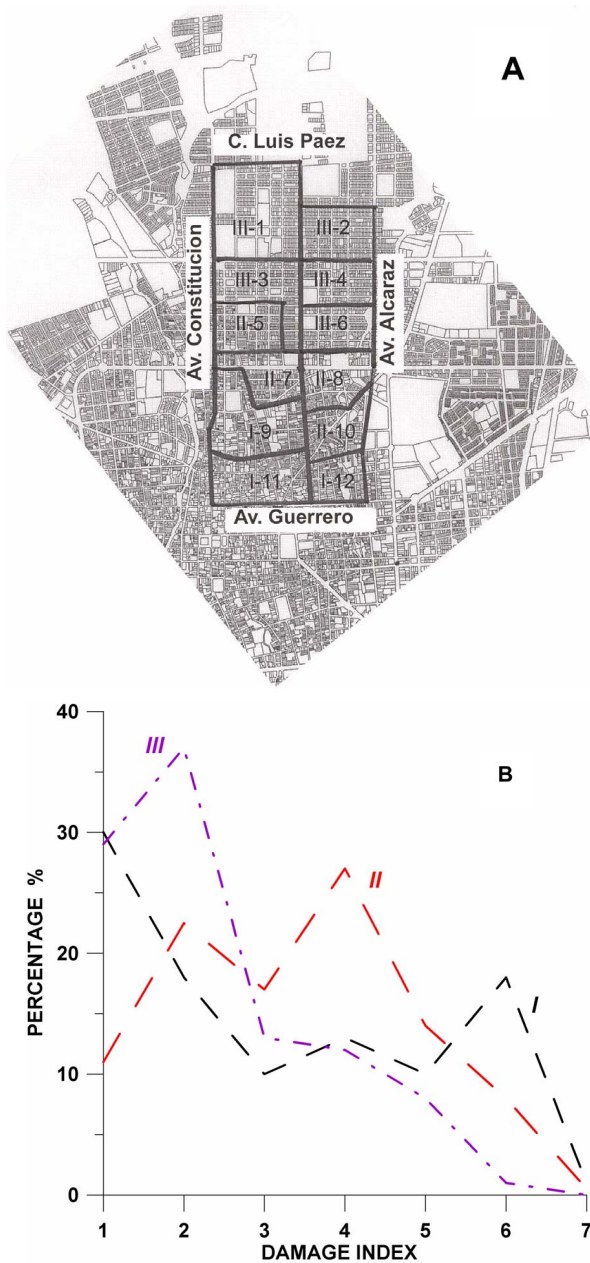 A
C. Luis Paez
Av. Constitucion
Av. Alcaraz
III-1
III-2
III-3
III-4
II-5
III-6
II-7
II-8
I-9
II-10
I-11
I-12
Av. Guerrero
B
III
II
I
PERCENTAGE %
40
30
20
10
0
1 2 3 4 5 6 7
DAMAGE INDEX